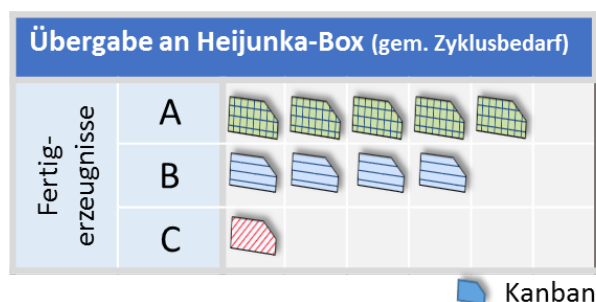 Übergabe an Heijunka-Box (gem. Zyklusbedarf)
Fertig-
erzeugnisse
A
B
C
Kanban